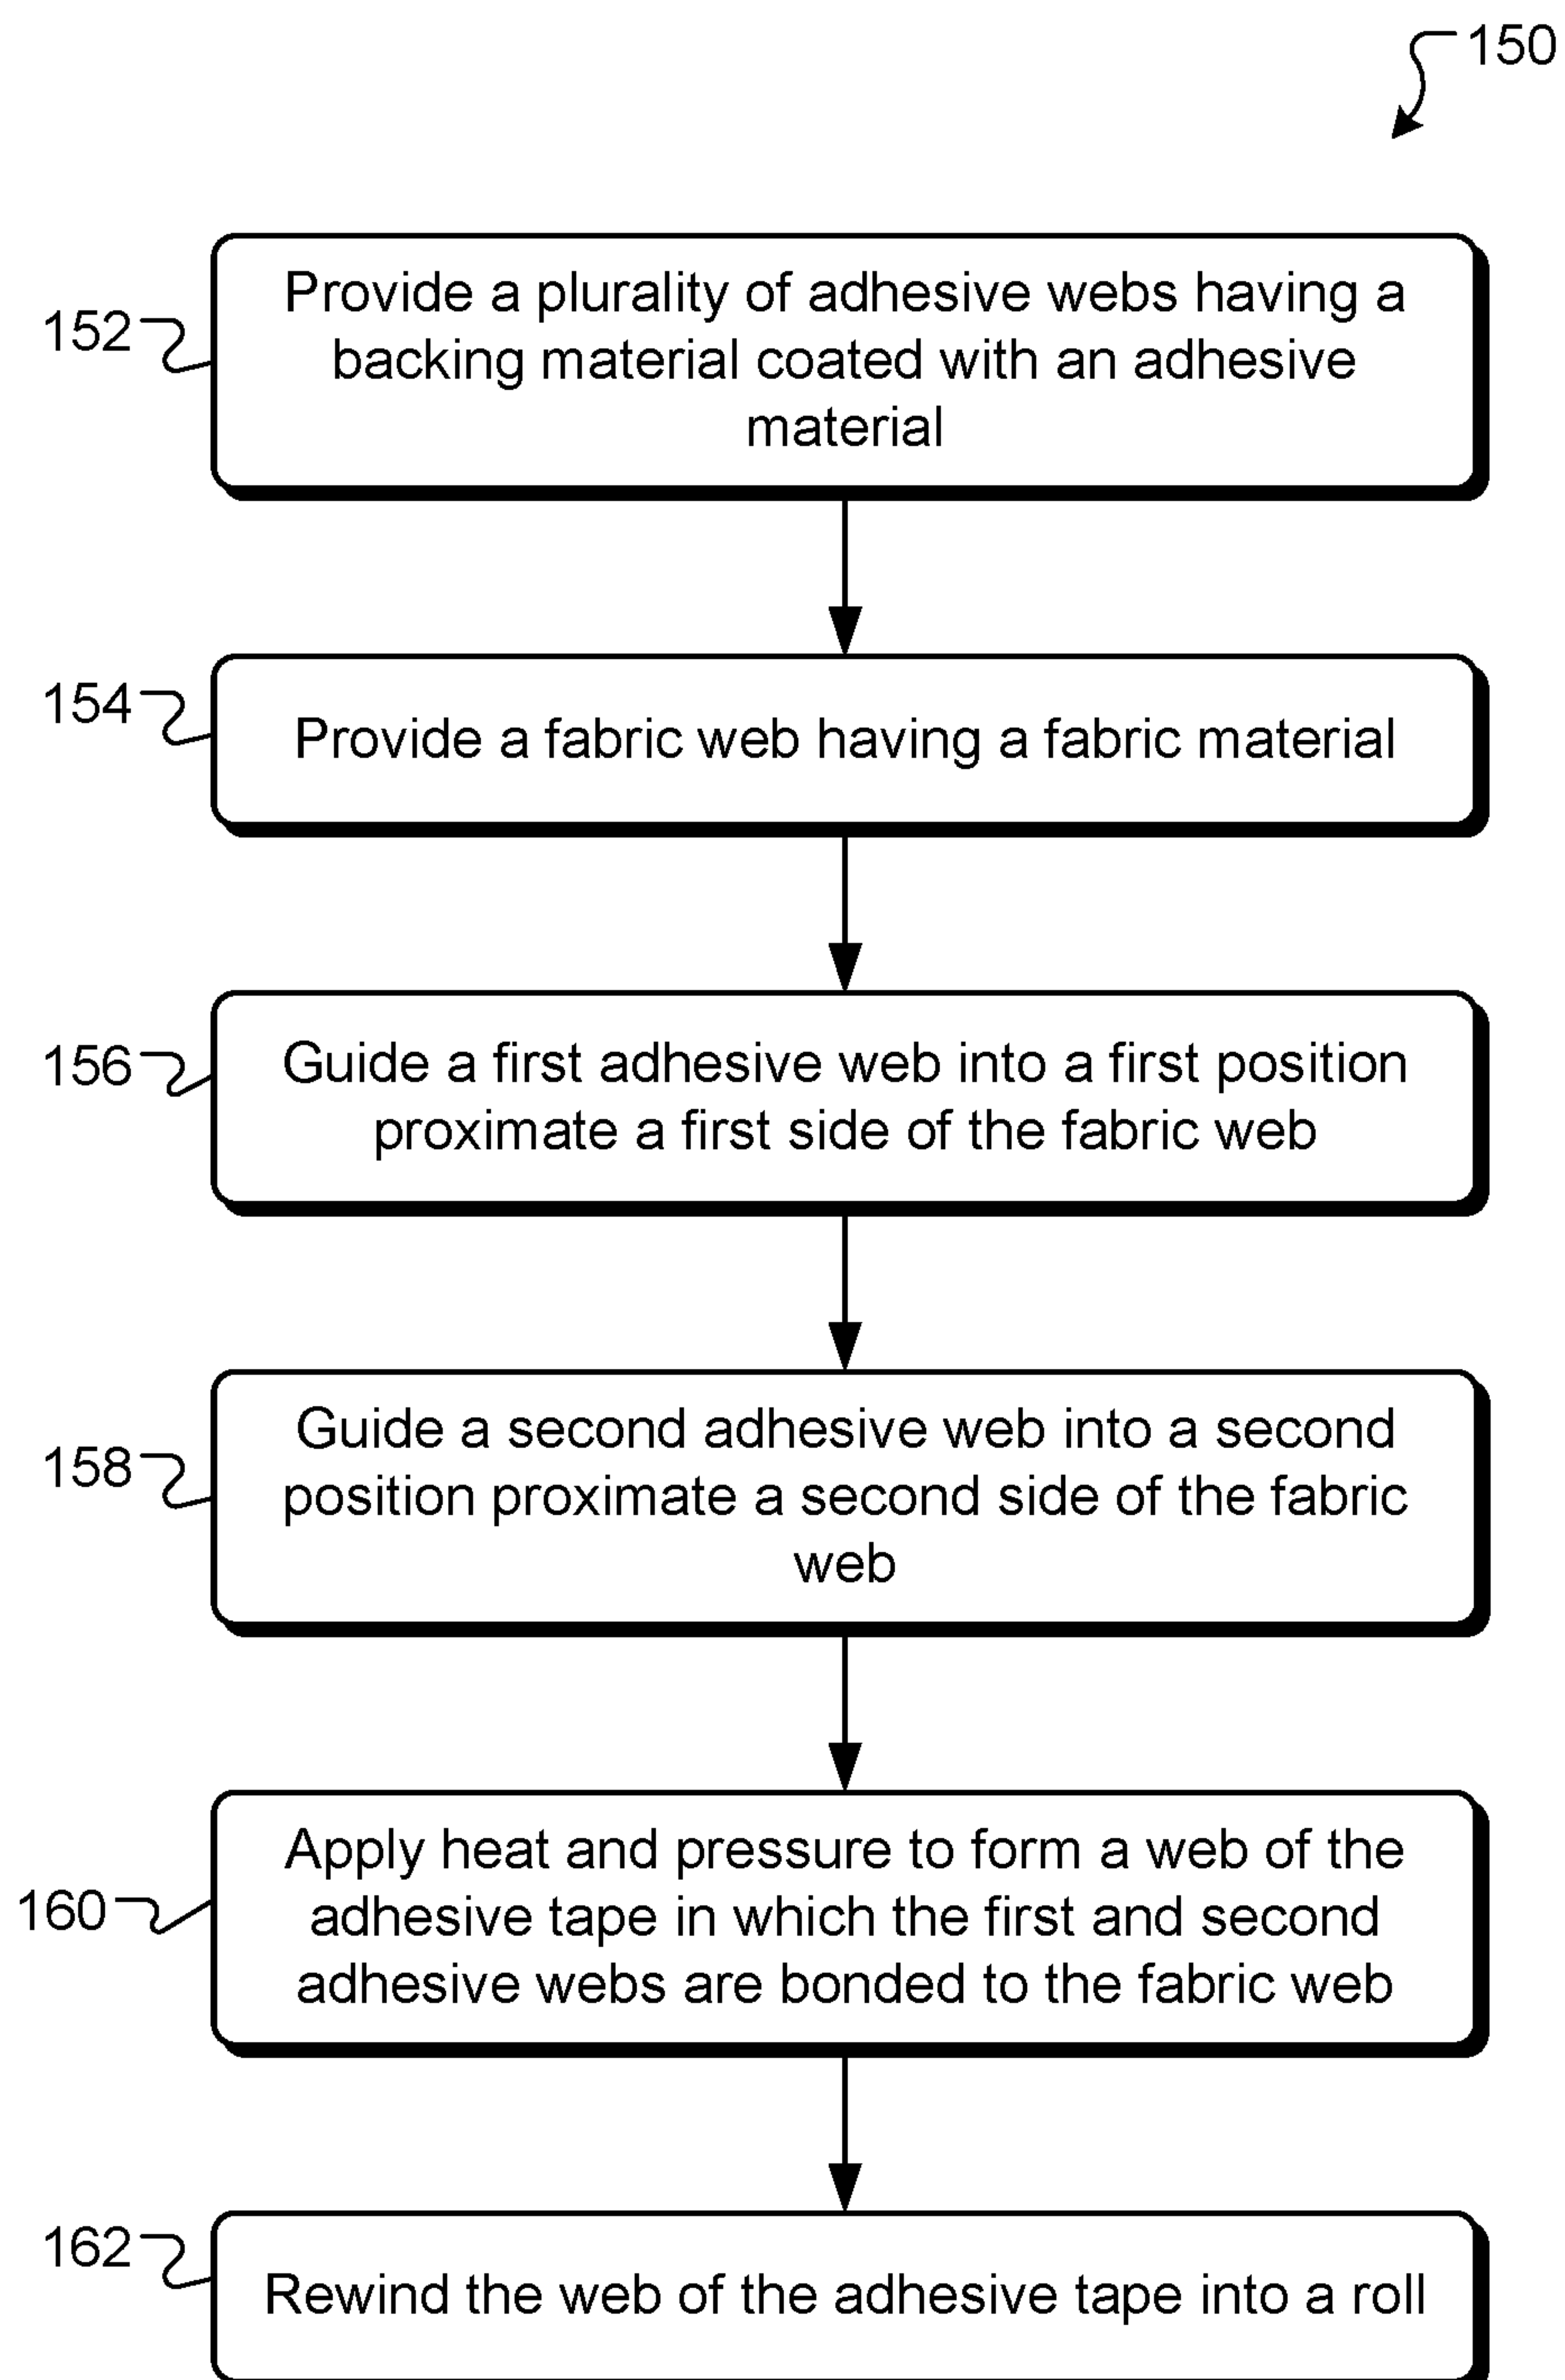 150
152
Provide a plurality of adhesive webs having a
backing material coated with an adhesive
material
154
Provide a fabric web having a fabric material
156
Guide a first adhesive web into a first position
proximate a first side of the fabric web
158
Guide a second adhesive web into a second
position proximate a second side of the fabric
web
160
Apply heat and pressure to form a web of the
adhesive tape in which the first and second
adhesive webs are bonded to the fabric web
162
Rewind the web of the adhesive tape into a roll